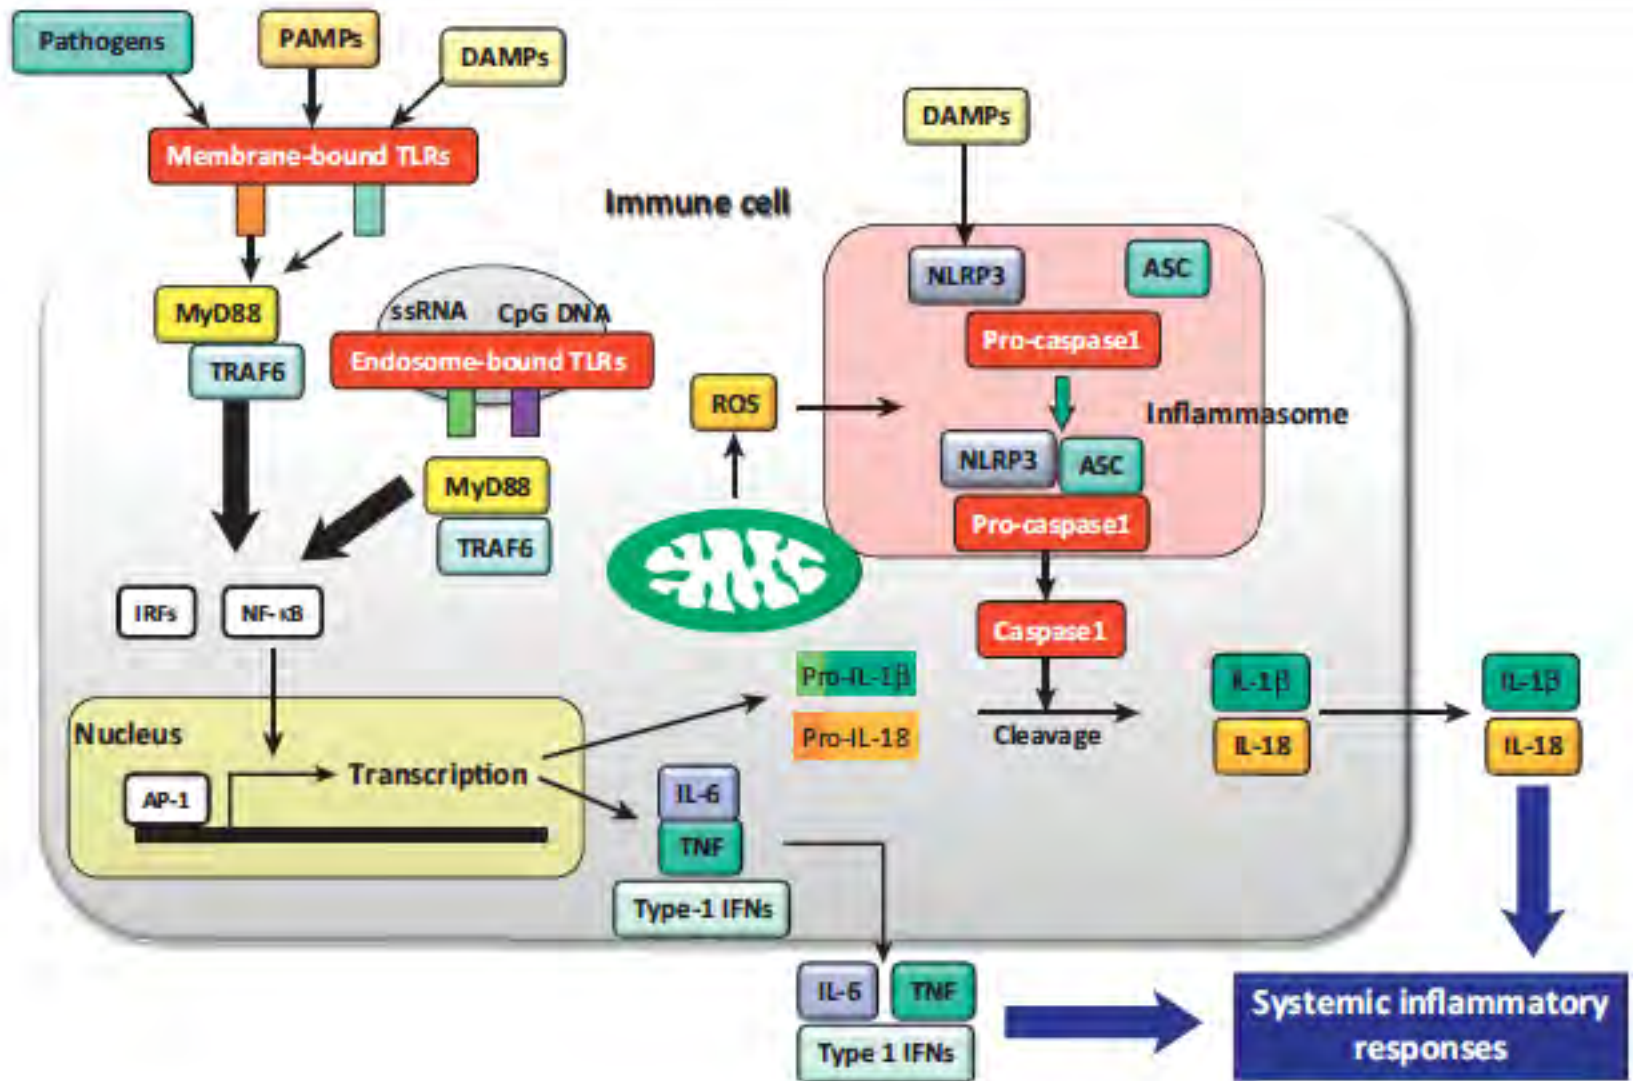 Pathogens
PAMPs
DAMPs
Membrane-bound TLRs
MyD88
TRAF6
Immune cell
ssRNA CpG DNA
Endosome-bound TLRs
MyD88
TRAF6
IRFs
NF-κB
Nucleus
AP-1
Transcription
DAMPs
NLRP3
ASC
Pro-caspase1
Inflammasome
ROS
NLRP3
ASC
Pro-caspase1
Caspase1
Pro-IL-1β
Pro-IL-18
Cleavage
IL-1β
IL-18
IL-1β
IL-18
IL-6
TNF
Type-1 IFNs
IL-6
TNF
Type 1 IFNs
Systemic inflammatory
responses